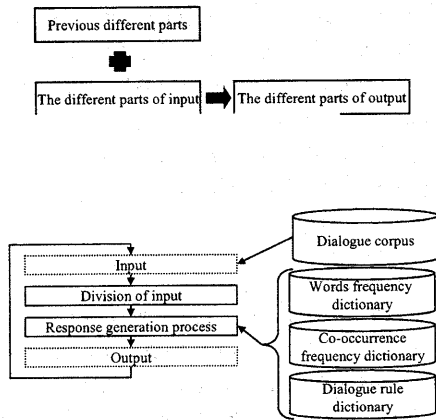 Previous different parts
The different parts of input
The different parts of output
Input
Division of input
Response generation process
Output
Dialogue corpus
Words frequency
dictionary
Co-occurrence
frequency dictionary
Dialogue rule
dictionary